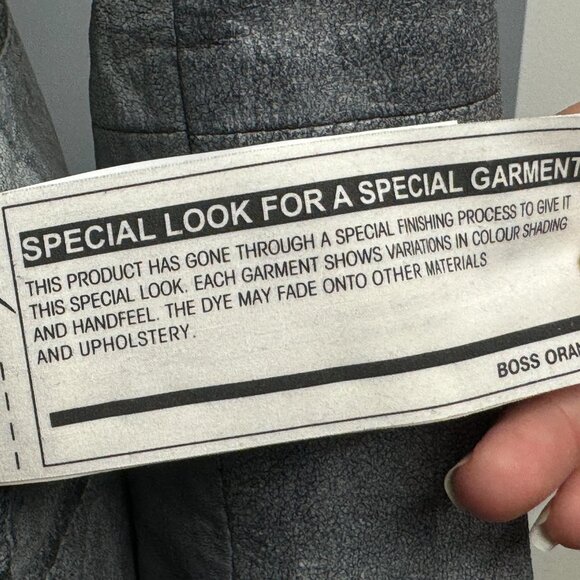 SPECIAL LOOK FOR A SPECIAL GARMENT
THIS PRODUCT HAS GONE THROUGH A SPECIAL FINISHING PROCESS TO GIVE IT
THIS SPECIAL LOOK. EACH GARMENT SHOWS VARIATIONS IN COLOUR SHADING
AND HANDFEEL. THE DYE MAY FADE ONTO OTHER MATERIALS
AND UPHOLSTERY.
BOSS ORAN